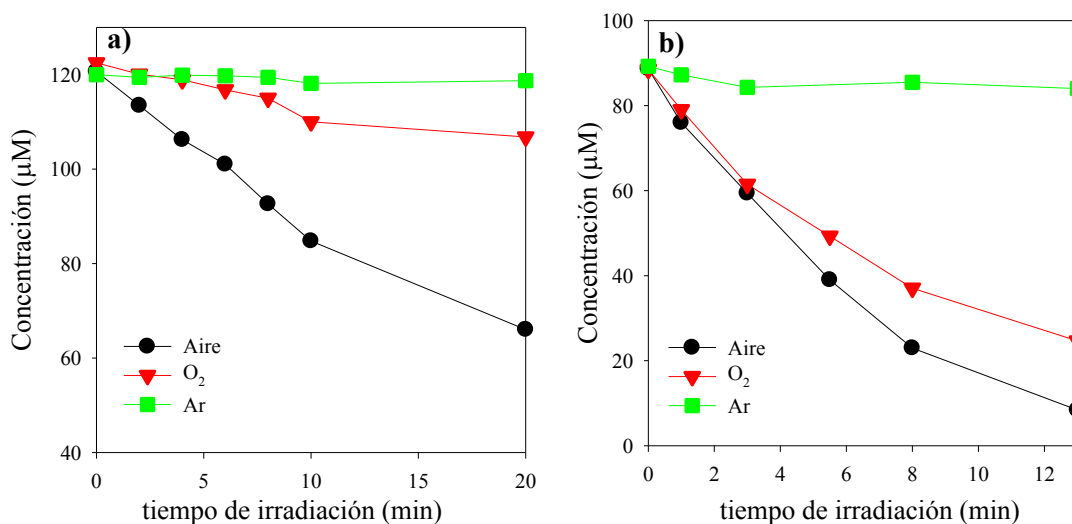 a)
Concentración (µM)
120
100
80
60
40
0
5
10
15
20
tiempo de irradiación (min)
Aire
O₂
Ar
b)
Concentración (µM)
100
80
60
40
20
0
0
2
4
6
8
10
12
tiempo de irradiación (min)
Aire
O₂
Ar